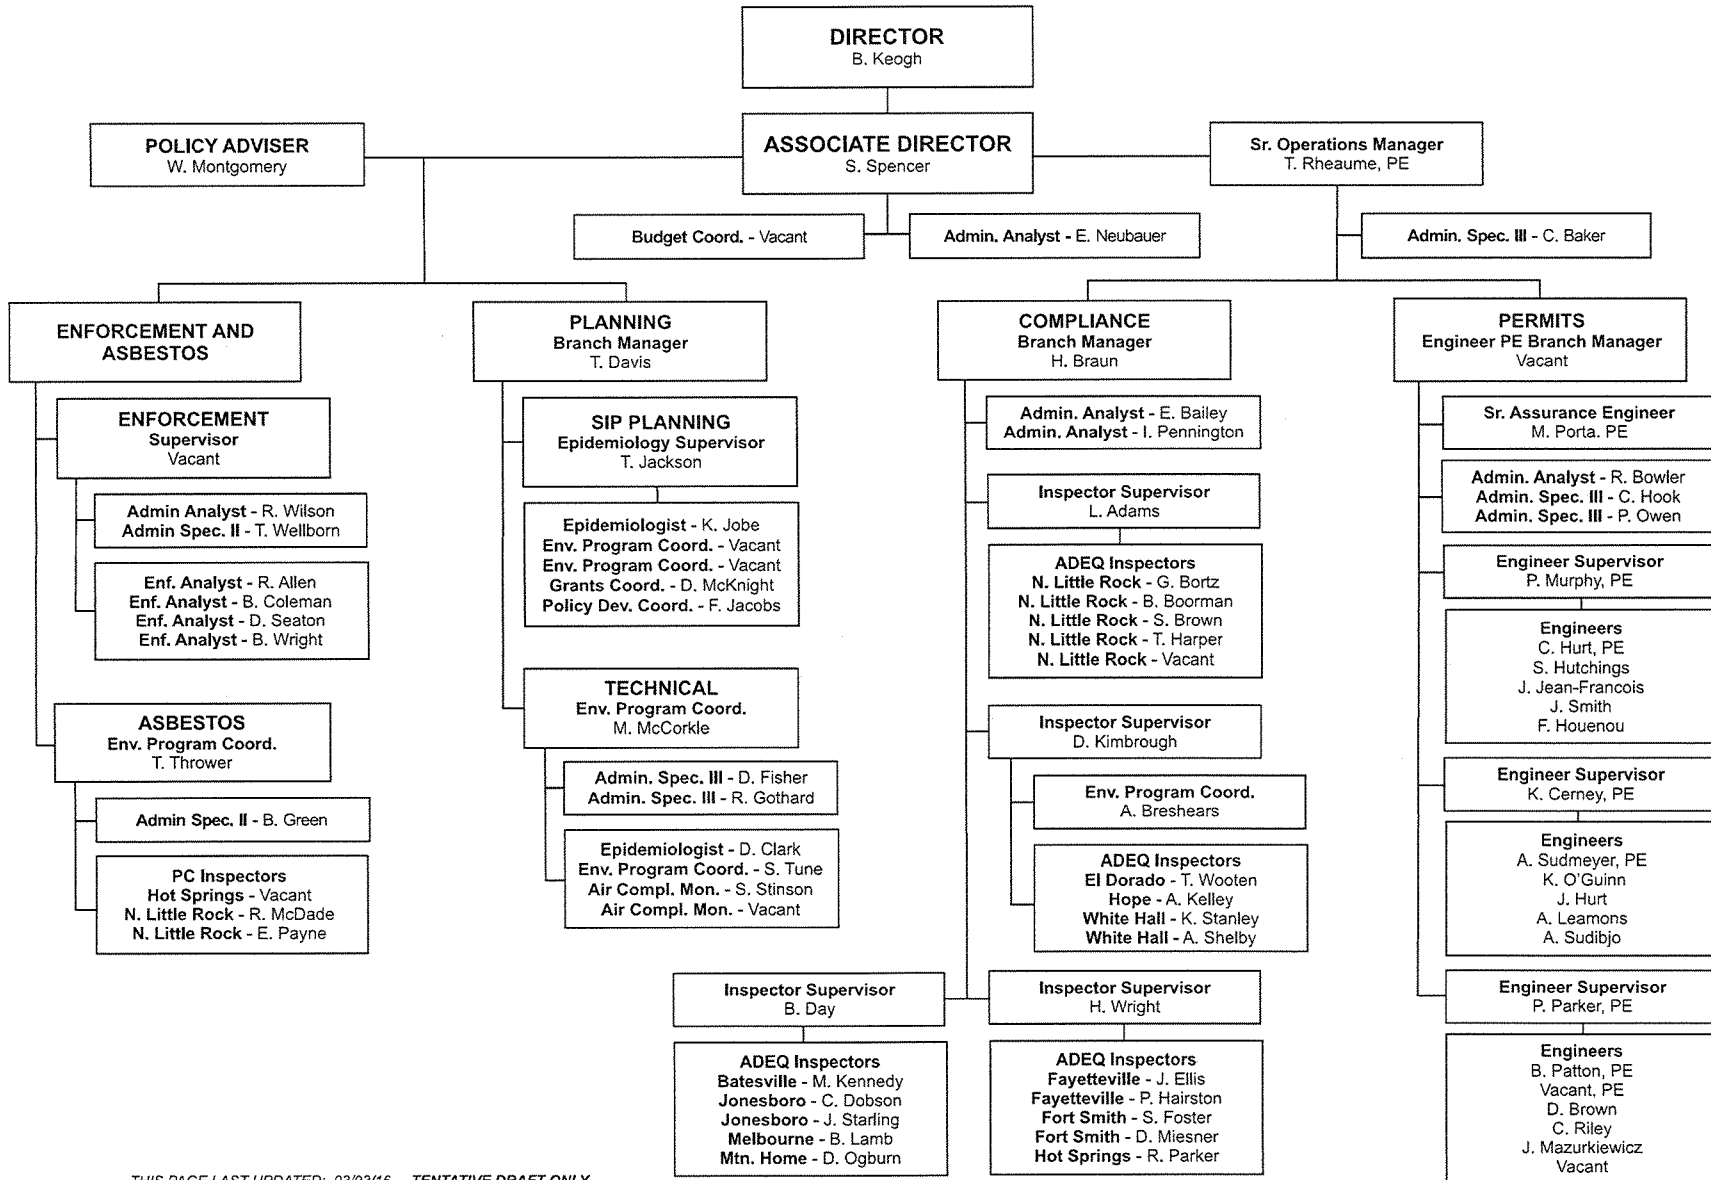 DIRECTOR
B. Keogh
POLICY ADVISER
W. Montgomery
ASSOCIATE DIRECTOR
S. Spencer
Sr. Operations Manager
T. Rheaume, PE
Budget Coord. - Vacant
Admin. Analyst - E. Neubauer
Admin. Spec. III - C. Baker
ENFORCEMENT AND
ASBESTOS
ENFORCEMENT
Supervisor
Vacant
Admin Analyst - R. Wilson
Admin Spec. II - T. Wellborn
Enf. Analyst - R. Allen
Enf. Analyst - B. Coleman
Enf. Analyst - D. Seaton
Enf. Analyst - B. Wright
ASBESTOS
Env. Program Coord.
T. Thrower
Admin Spec. II - B. Green
PC Inspectors
Hot Springs - Vacant
N. Little Rock - R. McDade
N. Little Rock - E. Payne
PLANNING
Branch Manager
T. Davis
SIP PLANNING
Epidemiology Supervisor
T. Jackson
Epidemiologist - K. Jobe
Env. Program Coord. - Vacant
Env. Program Coord. - Vacant
Grants Coord. - D. McKnight
Policy Dev. Coord. - F. Jacobs
TECHNICAL
Env. Program Coord.
M. McCorkle
Admin. Spec. III - D. Fisher
Admin. Spec. III - R. Gothard
Epidemiologist - D. Clark
Env. Program Coord. - S. Tune
Air Compl. Mon. - S. Stinson
Air Compl. Mon. - Vacant
COMPLIANCE
Branch Manager
H. Braun
Admin. Analyst - E. Bailey
Admin. Analyst - I. Pennington
Inspector Supervisor
L. Adams
ADEQ Inspectors
N. Little Rock - G. Bortz
N. Little Rock - B. Boorman
N. Little Rock - S. Brown
N. Little Rock - T. Harper
N. Little Rock - Vacant
Inspector Supervisor
D. Kimbrough
Env. Program Coord.
A. Breshears
ADEQ Inspectors
El Dorado - T. Wooten
Hope - A. Kelley
White Hall - K. Stanley
White Hall - A. Shelby
Inspector Supervisor
B. Day
ADEQ Inspectors
Batesville - M. Kennedy
Jonesboro - C. Dobson
Jonesboro - J. Starling
Melbourne - B. Lamb
Mtn. Home - D. Ogburn
Inspector Supervisor
H. Wright
ADEQ Inspectors
Fayetteville - J. Ellis
Fayetteville - P. Hairston
Fort Smith - S. Foster
Fort Smith - D. Miesner
Hot Springs - R. Parker
PERMITS
Engineer PE Branch Manager
Vacant
Sr. Assurance Engineer
M. Porta. PE
Admin. Analyst - R. Bowler
Admin. Spec. III - C. Hook
Admin. Spec. III - P. Owen
Engineer Supervisor
P. Murphy, PE
Engineers
C. Hurt, PE
S. Hutchings
J. Jean-Francois
J. Smith
F. Houenou
Engineer Supervisor
K. Cerney, PE
Engineers
A. Sudmeyer, PE
K. O'Guinn
J. Hurt
A. Leamons
A. Sudibjo
Engineer Supervisor
P. Parker, PE
Engineers
B. Patton, PE
Vacant, PE
D. Brown
C. Riley
J. Mazurkiewicz
Vacant
THIS PAGE LAST UPDATED: 03/03/16 TENTATIVE DRAFT ONLY